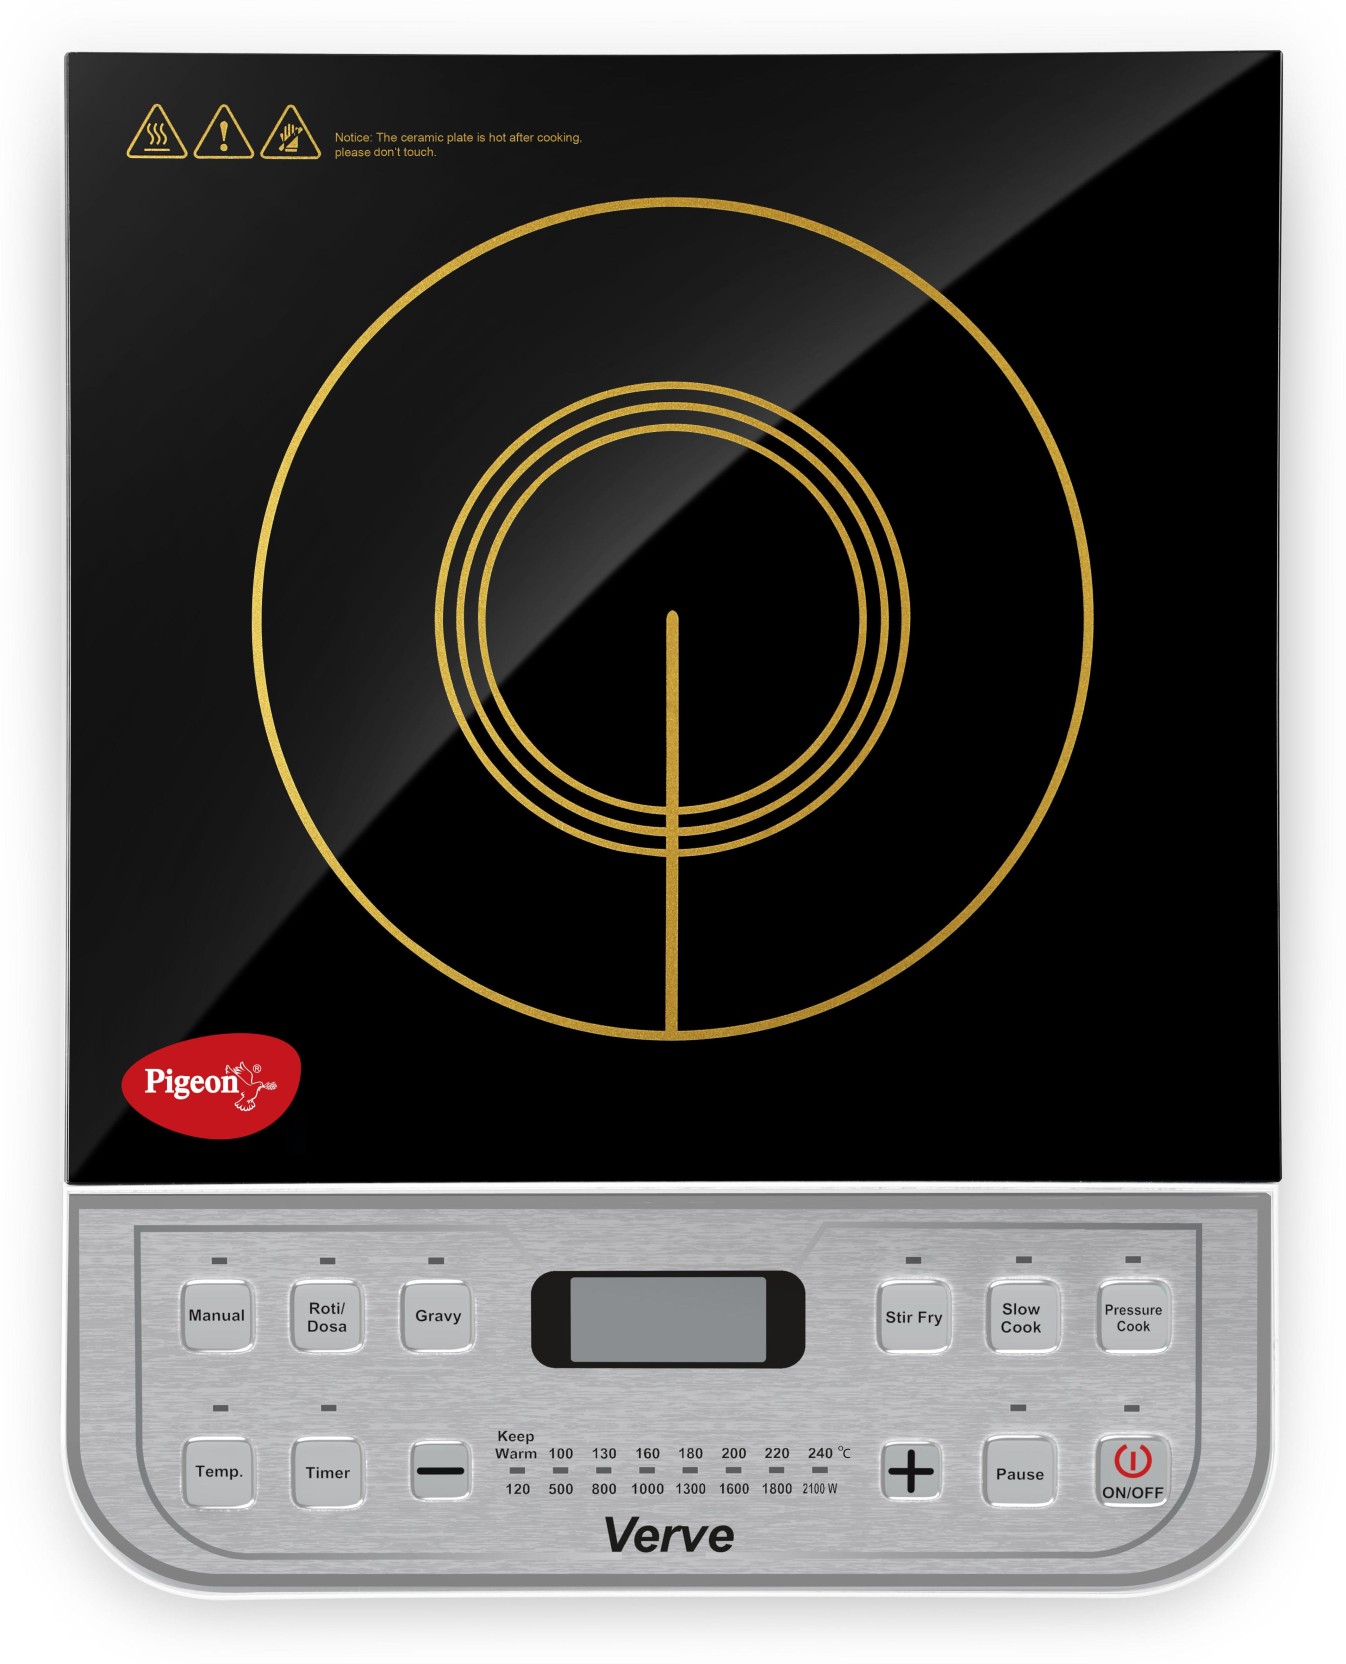 Notice: The ceramic plate is hot after cooking,
please don't touch.
Pigeon®
Manual
Roti/
Dosa
Gravy
Stir Fry
Slow
Cook
Pressure
Cook
Temp.
Timer
Keep
Warm 100 130 160 180 200 220 240 °C
120 500 800 1000 1300 1600 1800 2100 W
Pause
ON/OFF
Verve